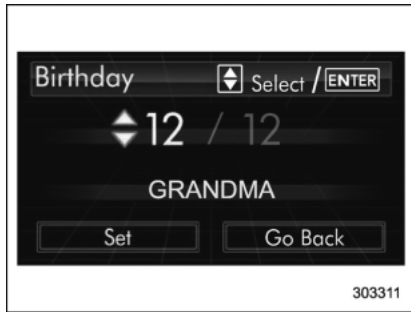 Birthday Select / ENTER
12 / 12
GRANDMA
Set Go Back
303311